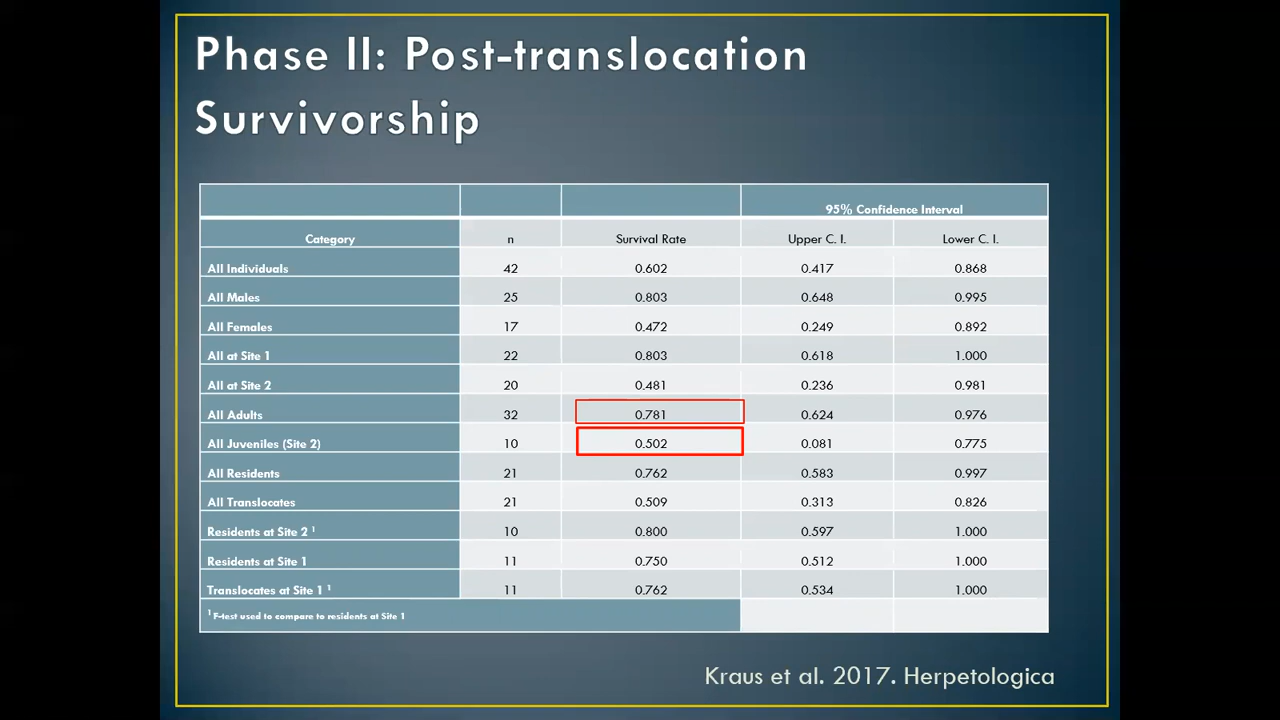 Phase II: Post-translocation
Survivorship
95% Confidence Interval
Category n Survival Rate Upper C. I. Lower C. I.
All Individuals 42 0.602 0.417 0.868
All Males 25 0.803 0.648 0.995
All Females 17 0.472 0.249 0.892
All at Site 1 22 0.803 0.618 1.000
All at Site 2 20 0.481 0.236 0.981
All Adults 32 0.781 0.624 0.976
All Juveniles (Site 2) 10 0.502 0.081 0.775
All Residents 21 0.762 0.583 0.997
All Translocates 21 0.509 0.313 0.826
Residents at Site 2 ¹ 10 0.800 0.597 1.000
Residents at Site 1 11 0.750 0.512 1.000
Translocates at Site 1 ¹ 11 0.762 0.534 1.000
¹ F-test used to compare to residents at Site 1
Kraus et al. 2017. Herpetologica